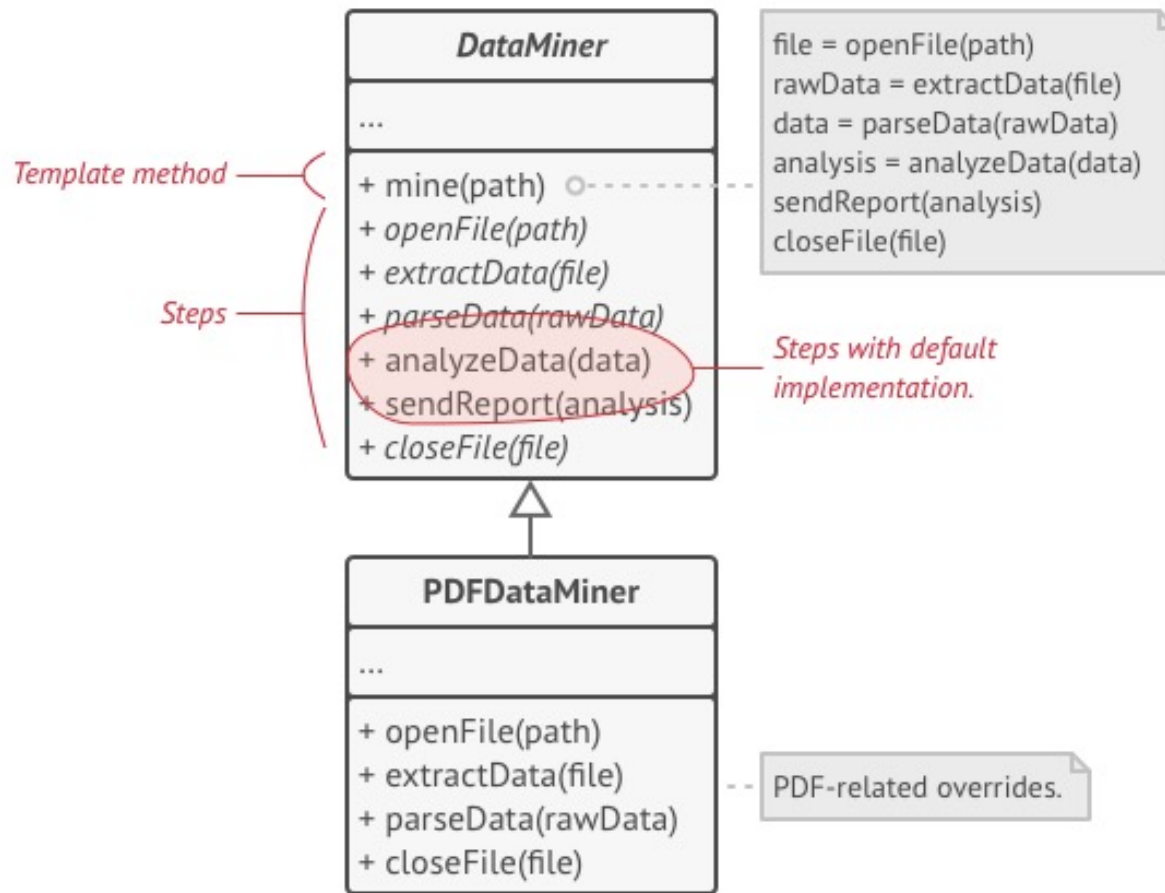 DataMiner
...
+ mine(path)
+ openFile(path)
+ extractData(file)
+ parseData(rawData)
+ analyzeData(data)
+ sendReport(analysis)
+ closeFile(file)
file = openFile(path)
rawData = extractData(file)
data = parseData(rawData)
analysis = analyzeData(data)
sendReport(analysis)
closeFile(file)
Template method
Steps
Steps with default
implementation.
PDFDataMiner
...
+ openFile(path)
+ extractData(file)
+ parseData(rawData)
+ closeFile(file)
PDF-related overrides.